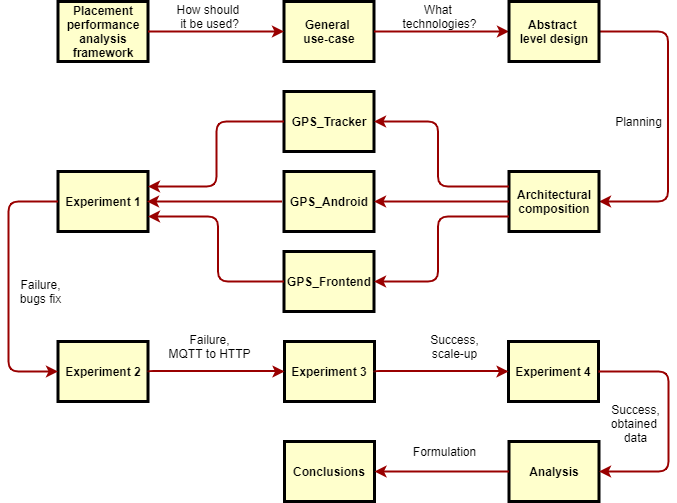 Placement
performance
analysis
framework
How should
it be used?
General
use-case
What
technologies?
Abstract
level design
Planning
GPS_Tracker
GPS_Android
GPS_Frontend
Architectural
composition
Experiment 1
Failure,
bugs fix
Experiment 2
Failure,
MQTT to HTTP
Experiment 3
Success,
scale-up
Experiment 4
Success,
obtained
data
Analysis
Formulation
Conclusions